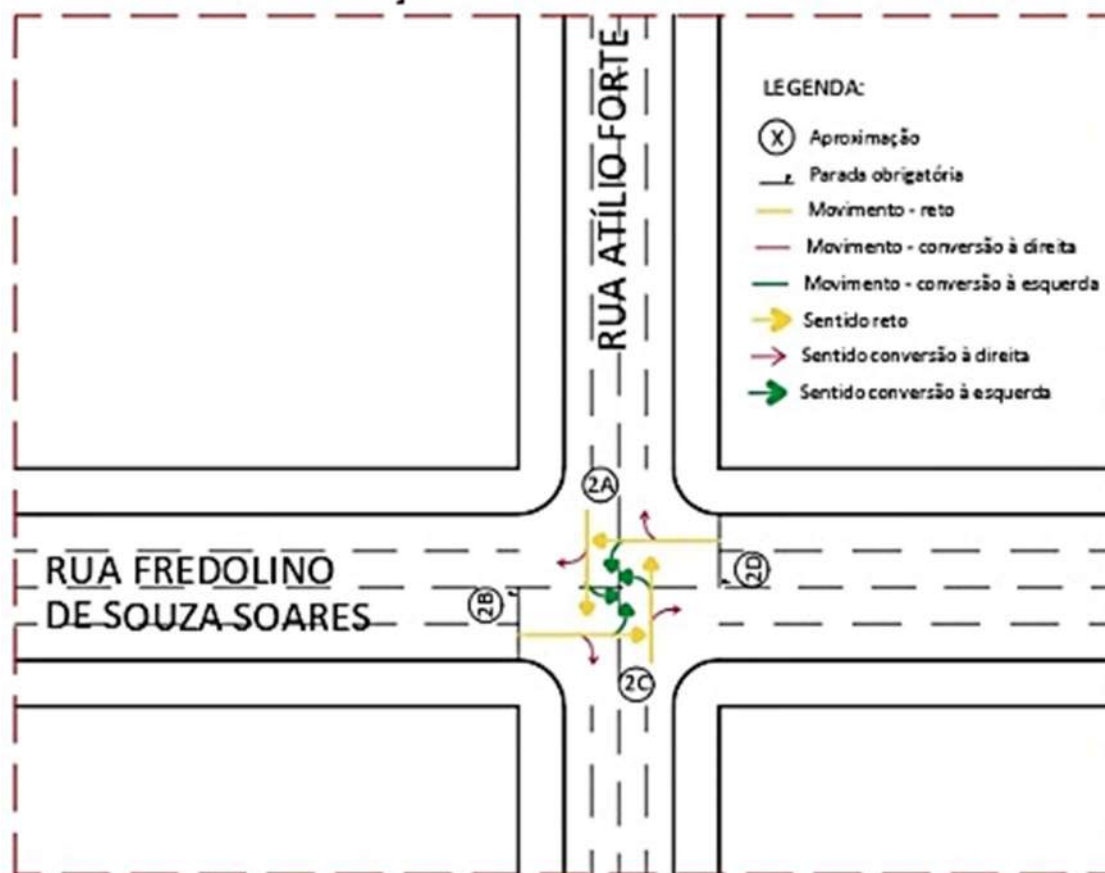 RUA ATÍLIO FORTE
LEGENDA:
X Aproximação
Parada obrigatória
Movimento - reto
Movimento - conversão à direita
Movimento - conversão à esquerda
Sentido reto
Sentido conversão à direita
Sentido conversão à esquerda
2A
2D
RUA FREDOLINO
DE SOUZA SOARES
2B
2C